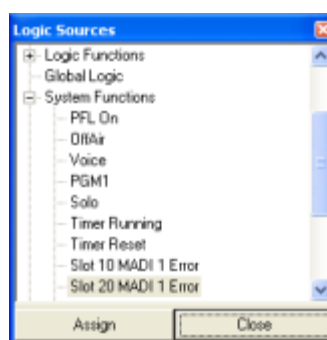 Logic Sources
Logic Functions
Global Logic
System Functions
PFL On
OffAir
Voice
PGM1
Solo
Timer Running
Timer Reset
Slot 10 MADI 1 Error
Slot 20 MADI 1 Error
Assign
Close